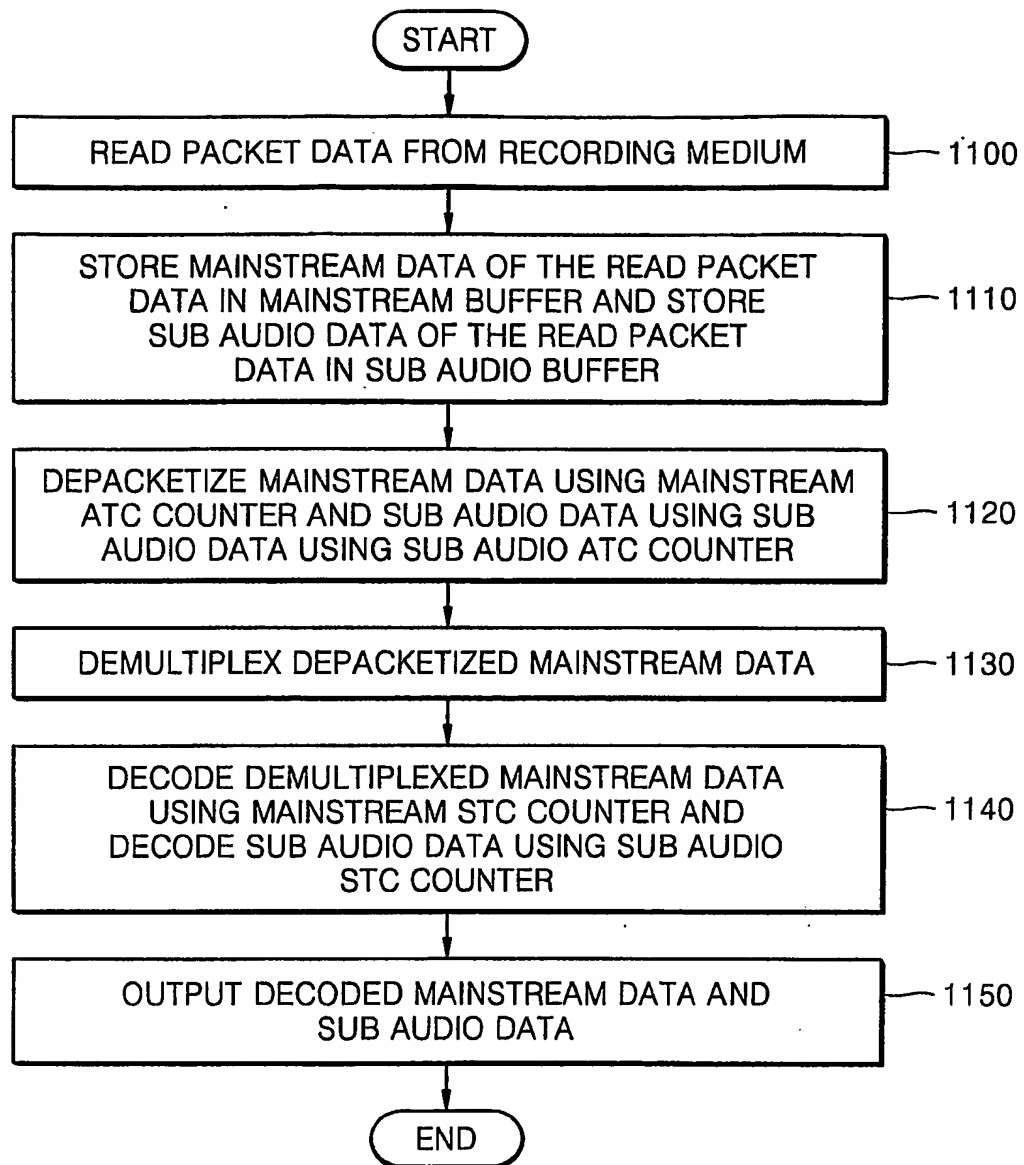 START
READ PACKET DATA FROM RECORDING MEDIUM
1100
STORE MAINSTREAM DATA OF THE READ PACKET
DATA IN MAINSTREAM BUFFER AND STORE
SUB AUDIO DATA OF THE READ PACKET
DATA IN SUB AUDIO BUFFER
1110
DEPACKETIZE MAINSTREAM DATA USING MAINSTREAM
ATC COUNTER AND SUB AUDIO DATA USING SUB
AUDIO DATA USING SUB AUDIO ATC COUNTER
1120
DEMULTIPLEX DEPACKETIZED MAINSTREAM DATA
1130
DECODE DEMULTIPLEXED MAINSTREAM DATA
USING MAINSTREAM STC COUNTER AND
DECODE SUB AUDIO DATA USING SUB AUDIO
STC COUNTER
1140
OUTPUT DECODED MAINSTREAM DATA AND
SUB AUDIO DATA
1150
END